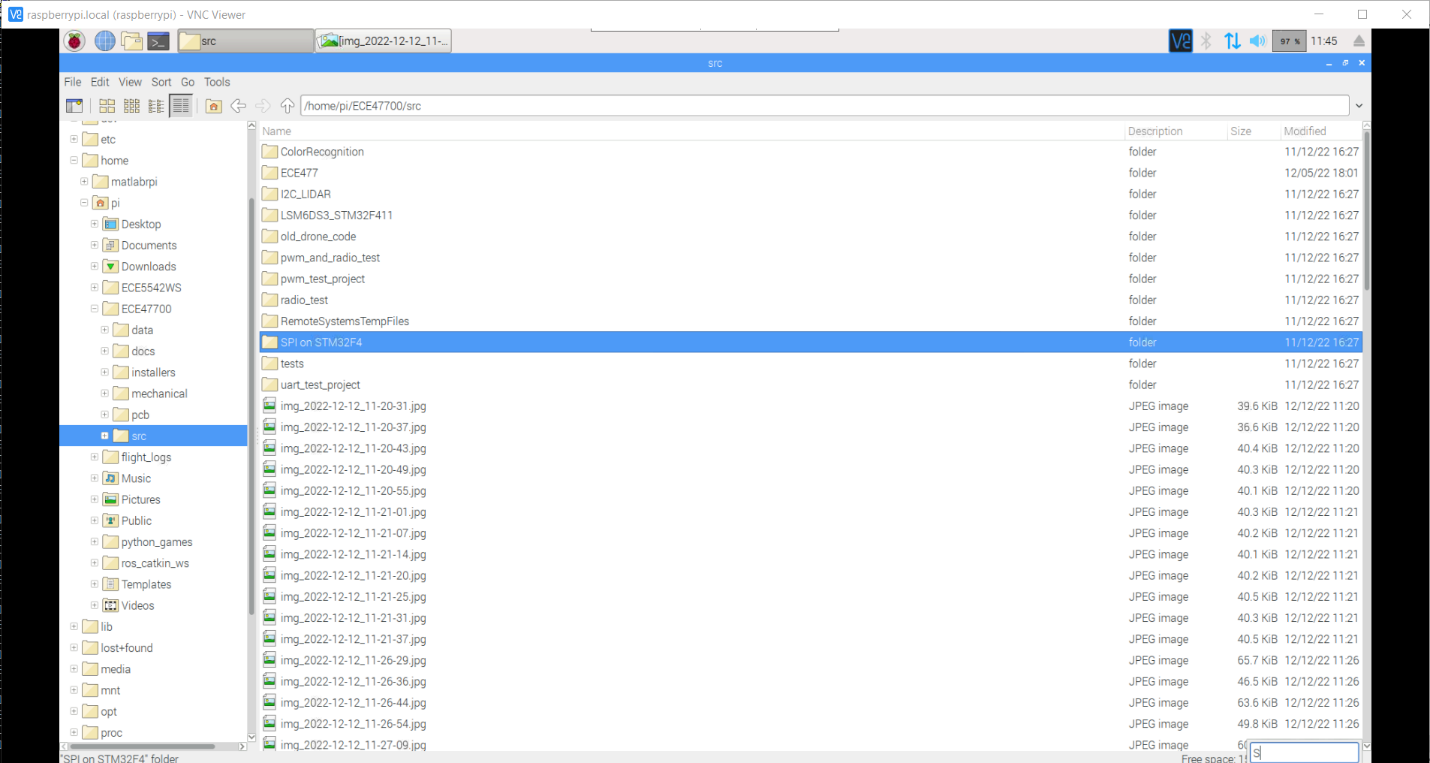 raspberrypi.local (raspberrypi) - VNC Viewer
src
img_2022-12-12_11-...
97 %
11:45
src
File Edit View Sort Go Tools
/home/pi/ECE47700/src
etc
home
matlabrpi
pi
Desktop
Documents
Downloads
ECE5542WS
ECE47700
data
docs
installers
mechanical
pcb
src
flight_logs
Music
Pictures
Public
python_games
ros_catkin_ws
Templates
Videos
lib
lost+found
media
mnt
opt
proc
Name Description Size Modified
ColorRecognition folder 11/12/22 16:27
ECE477 folder 12/05/22 18:01
I2C_LIDAR folder 11/12/22 16:27
LSM6DS3_STM32F411 folder 11/12/22 16:27
old_drone_code folder 11/12/22 16:27
pwm_and_radio_test folder 11/12/22 16:27
pwm_test_project folder 11/12/22 16:27
radio_test folder 11/12/22 16:27
RemoteSystemsTempFiles folder 11/12/22 16:27
SPI on STM32F4 folder 11/12/22 16:27
tests folder 11/12/22 16:27
uart_test_project folder 11/12/22 16:27
img_2022-12-12_11-20-31.jpg JPEG image 39.6 KiB 12/12/22 11:20
img_2022-12-12_11-20-37.jpg JPEG image 36.6 KiB 12/12/22 11:20
img_2022-12-12_11-20-43.jpg JPEG image 40.4 KiB 12/12/22 11:20
img_2022-12-12_11-20-49.jpg JPEG image 40.3 KiB 12/12/22 11:20
img_2022-12-12_11-20-55.jpg JPEG image 40.1 KiB 12/12/22 11:20
img_2022-12-12_11-21-01.jpg JPEG image 40.3 KiB 12/12/22 11:21
img_2022-12-12_11-21-07.jpg JPEG image 40.2 KiB 12/12/22 11:21
img_2022-12-12_11-21-14.jpg JPEG image 40.1 KiB 12/12/22 11:21
img_2022-12-12_11-21-20.jpg JPEG image 40.2 KiB 12/12/22 11:21
img_2022-12-12_11-21-25.jpg JPEG image 40.5 KiB 12/12/22 11:21
img_2022-12-12_11-21-31.jpg JPEG image 40.3 KiB 12/12/22 11:21
img_2022-12-12_11-21-37.jpg JPEG image 40.5 KiB 12/12/22 11:21
img_2022-12-12_11-26-29.jpg JPEG image 65.7 KiB 12/12/22 11:26
img_2022-12-12_11-26-36.jpg JPEG image 46.5 KiB 12/12/22 11:26
img_2022-12-12_11-26-44.jpg JPEG image 63.6 KiB 12/12/22 11:26
img_2022-12-12_11-26-54.jpg JPEG image 49.8 KiB 12/12/22 11:26
img_2022-12-12_11-27-09.jpg JPEG image
"SPI on STM32F4" folder
Free space:
S